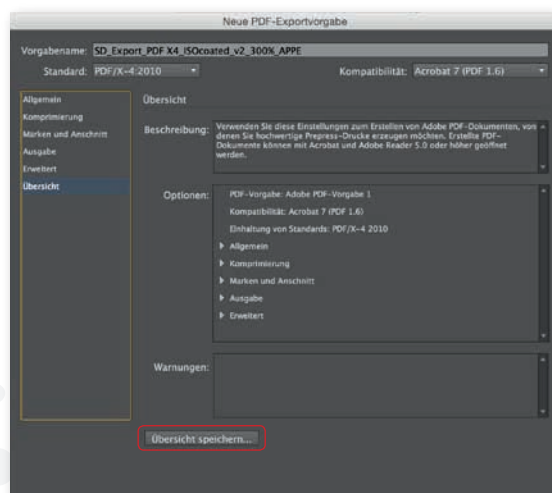 Neue PDF-Exportvorgabe
Vorgabename: SD_Export_PDF X4_ISOcoated_v2_300%_APPE
Standard: PDF/X-4:2010 Kompatibilität: Acrobat 7 (PDF 1.6)
Allgemein
Komprimierung
Marken und Anschnitt
Ausgabe
Erweitert
Übersicht
Übersicht
Beschreibung: Verwenden Sie diese Einstellungen zum Erstellen von Adobe PDF-Dokumenten, von
denen Sie hochwertige Prepress-Drucke erzeugen möchten. Erstellte PDF-
Dokumente können mit Acrobat und Adobe Reader 5.0 oder höher geöffnet
werden.
Optionen: PDF-Vorgabe: Adobe PDF-Vorgabe 1
Kompatibilität: Acrobat 7 (PDF 1.6)
Einhaltung von Standards: PDF/X-4 2010
Allgemein
Komprimierung
Marken und Anschnitt
Ausgabe
Erweitert
Warnungen:
Übersicht speichern...